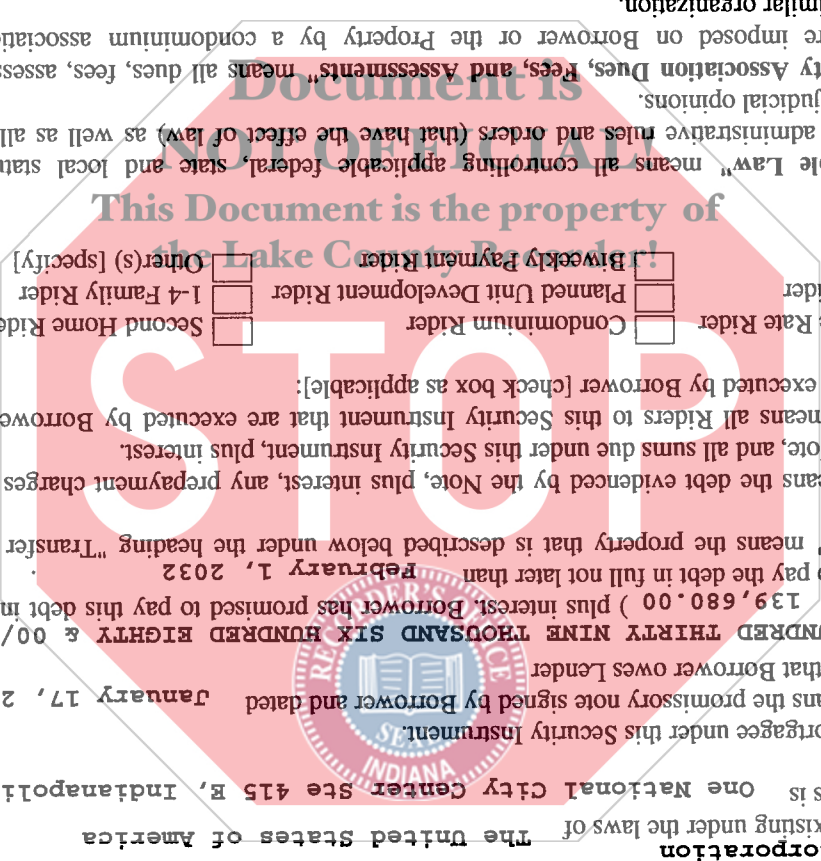 orporation
xisting under the laws of The United States of America
s is One National City Center Ste 415 E, Indianapoli
ortgagee under this Security Instrument.
ans the promissory note signed by Borrower and dated January 17, 2
that Borrower owes Lender
UNDRED THIRTY NINE THOUSAND SIX HUNDRED EIGHTY & 00/
139,680.00 ) plus interest. Borrower has promised to pay this debt in
o pay the debt in full not later than February 1, 2032 .
" means the property that is described below under the heading "Transfer
eans the debt evidenced by the Note, plus interest, any prepayment charges
ote, and all sums due under this Security Instrument, plus interest.
means all Riders to this Security Instrument that are executed by Borrowe
executed by Borrower [check box as applicable]:
e Rate Rider Condominium Rider Second Home Ride
ider Planned Unit Development Rider 1-4 Family Rider
Biweekly Payment Rider Other(s) [specify]
le Law" means all controlling applicable federal, state and local statu
administrative rules and orders (that have the effect of law) as well as all
judicial opinions.
ty Association Dues, Fees, and Assessments" means all dues, fees, assess
re imposed on Borrower or the Property by a condominium associati
imilar organization.
Document is
NOT OFFICIAL!
This Document is the property of
the Lake County Recorder!
STOP
RECORDER'S OFFICE
SEAL
INDIANA